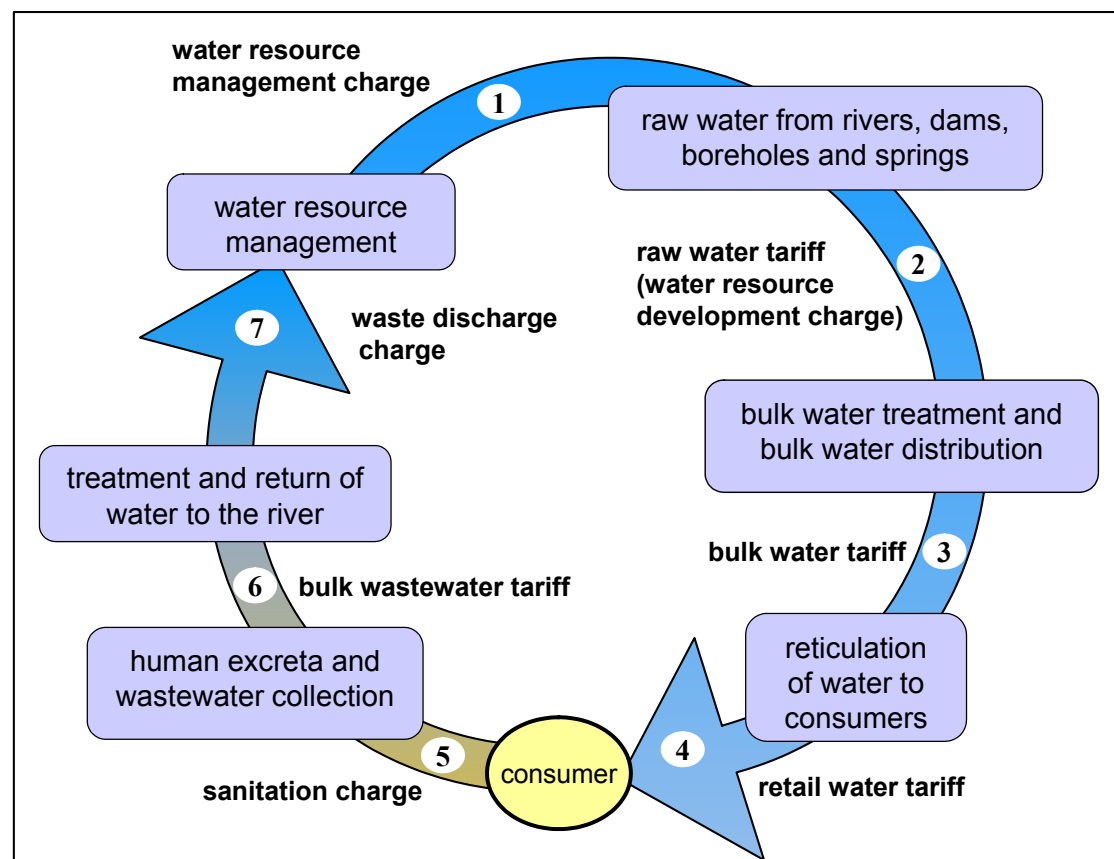 water resource
management charge
1
raw water from rivers, dams,
boreholes and springs
water resource
management
raw water tariff
(water resource
development charge)
2
7
waste discharge
charge
bulk water treatment and
bulk water distribution
treatment and return of
water to the river
bulk water tariff
3
6
bulk wastewater tariff
human excreta and
wastewater collection
reticulation
of water to
consumers
4
5
consumer
sanitation charge
retail water tariff